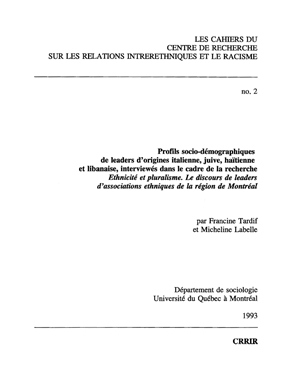 LES CAHIERS DU
CENTRE DE RECHERCHE
SUR LES RELATIONS INTRERETHNIQUES ET LE RACISME
no. 2
Profils socio-démographiques
de leaders d'origines italienne, juive, haïtienne
et libanaise, interviewés dans le cadre de la recherche
Ethnicité et pluralisme. Le discours de leaders
d'associations ethniques de la région de Montréal
par Francine Tardif
et Micheline Labelle
Département de sociologie
Université du Québec à Montréal
1993
CRRIR